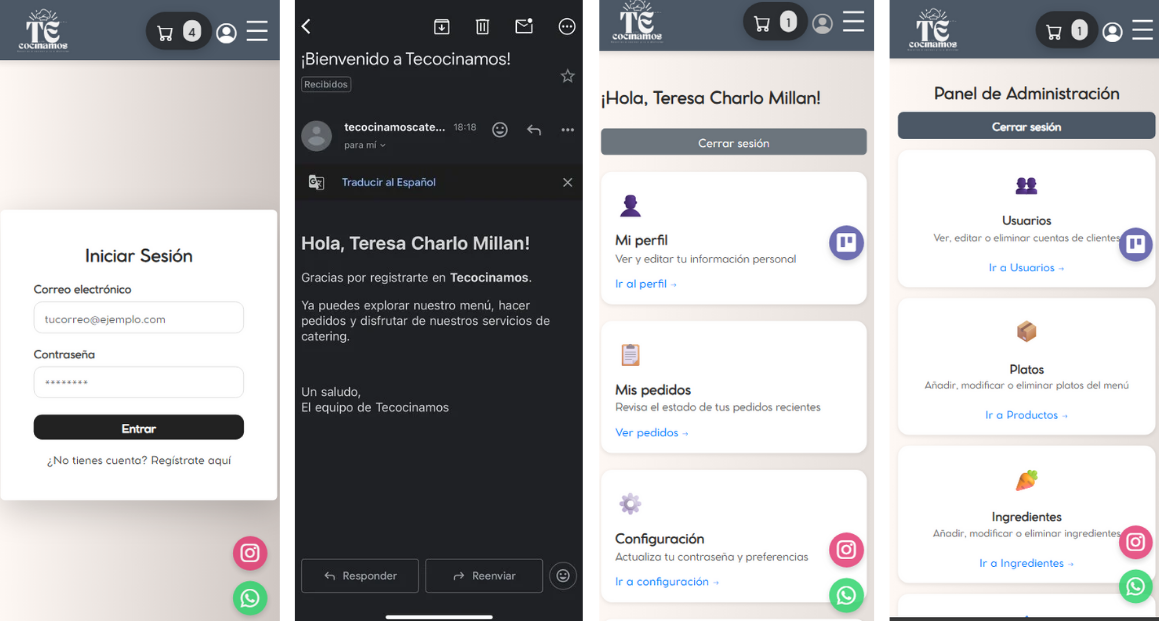 TE
cocinamos
4
Iniciar Sesión
Correo electrónico
tucorreo@ejemplo.com
Contraseña
********
Entrar
¿No tienes cuenta? Regístrate aquí
¡Bienvenido a Tecocinamos!
Recibidos
tecocinamoscate... 18:18
para mí
Traducir al Español
Hola, Teresa Charlo Millan!
Gracias por registrarte en Tecocinamos.
Ya puedes explorar nuestro menú, hacer
pedidos y disfrutar de nuestros servicios de
catering.
Un saludo,
El equipo de Tecocinamos
Responder
Reenviar
TE
cocinamos
1
¡Hola, Teresa Charlo Millan!
Cerrar sesión
Mi perfil
Ver y editar tu información personal
Ir al perfil →
Mis pedidos
Revisa el estado de tus pedidos recientes
Ver pedidos →
Configuración
Actualiza tu contraseña y preferencias
Ir a configuración →
TE
cocinamos
1
Panel de Administración
Cerrar sesión
Usuarios
Ver, editar o eliminar cuentas de clientes
Ir a Usuarios →
Platos
Añadir, modificar o eliminar platos del menú
Ir a Productos →
Ingredientes
Añadir, modificar o eliminar ingredientes
Ir a Ingredientes →